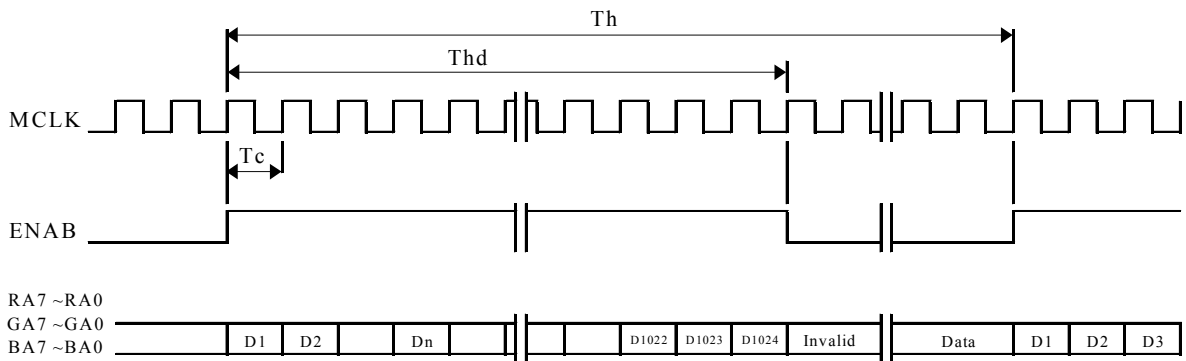 Th
Thd
MCLK
Tc
ENAB
RA7 ~RA0
GA7 ~GA0
BA7 ~BA0
D1 D2 Dn D1022 D1023 D1024 Invalid Data D1 D2 D3